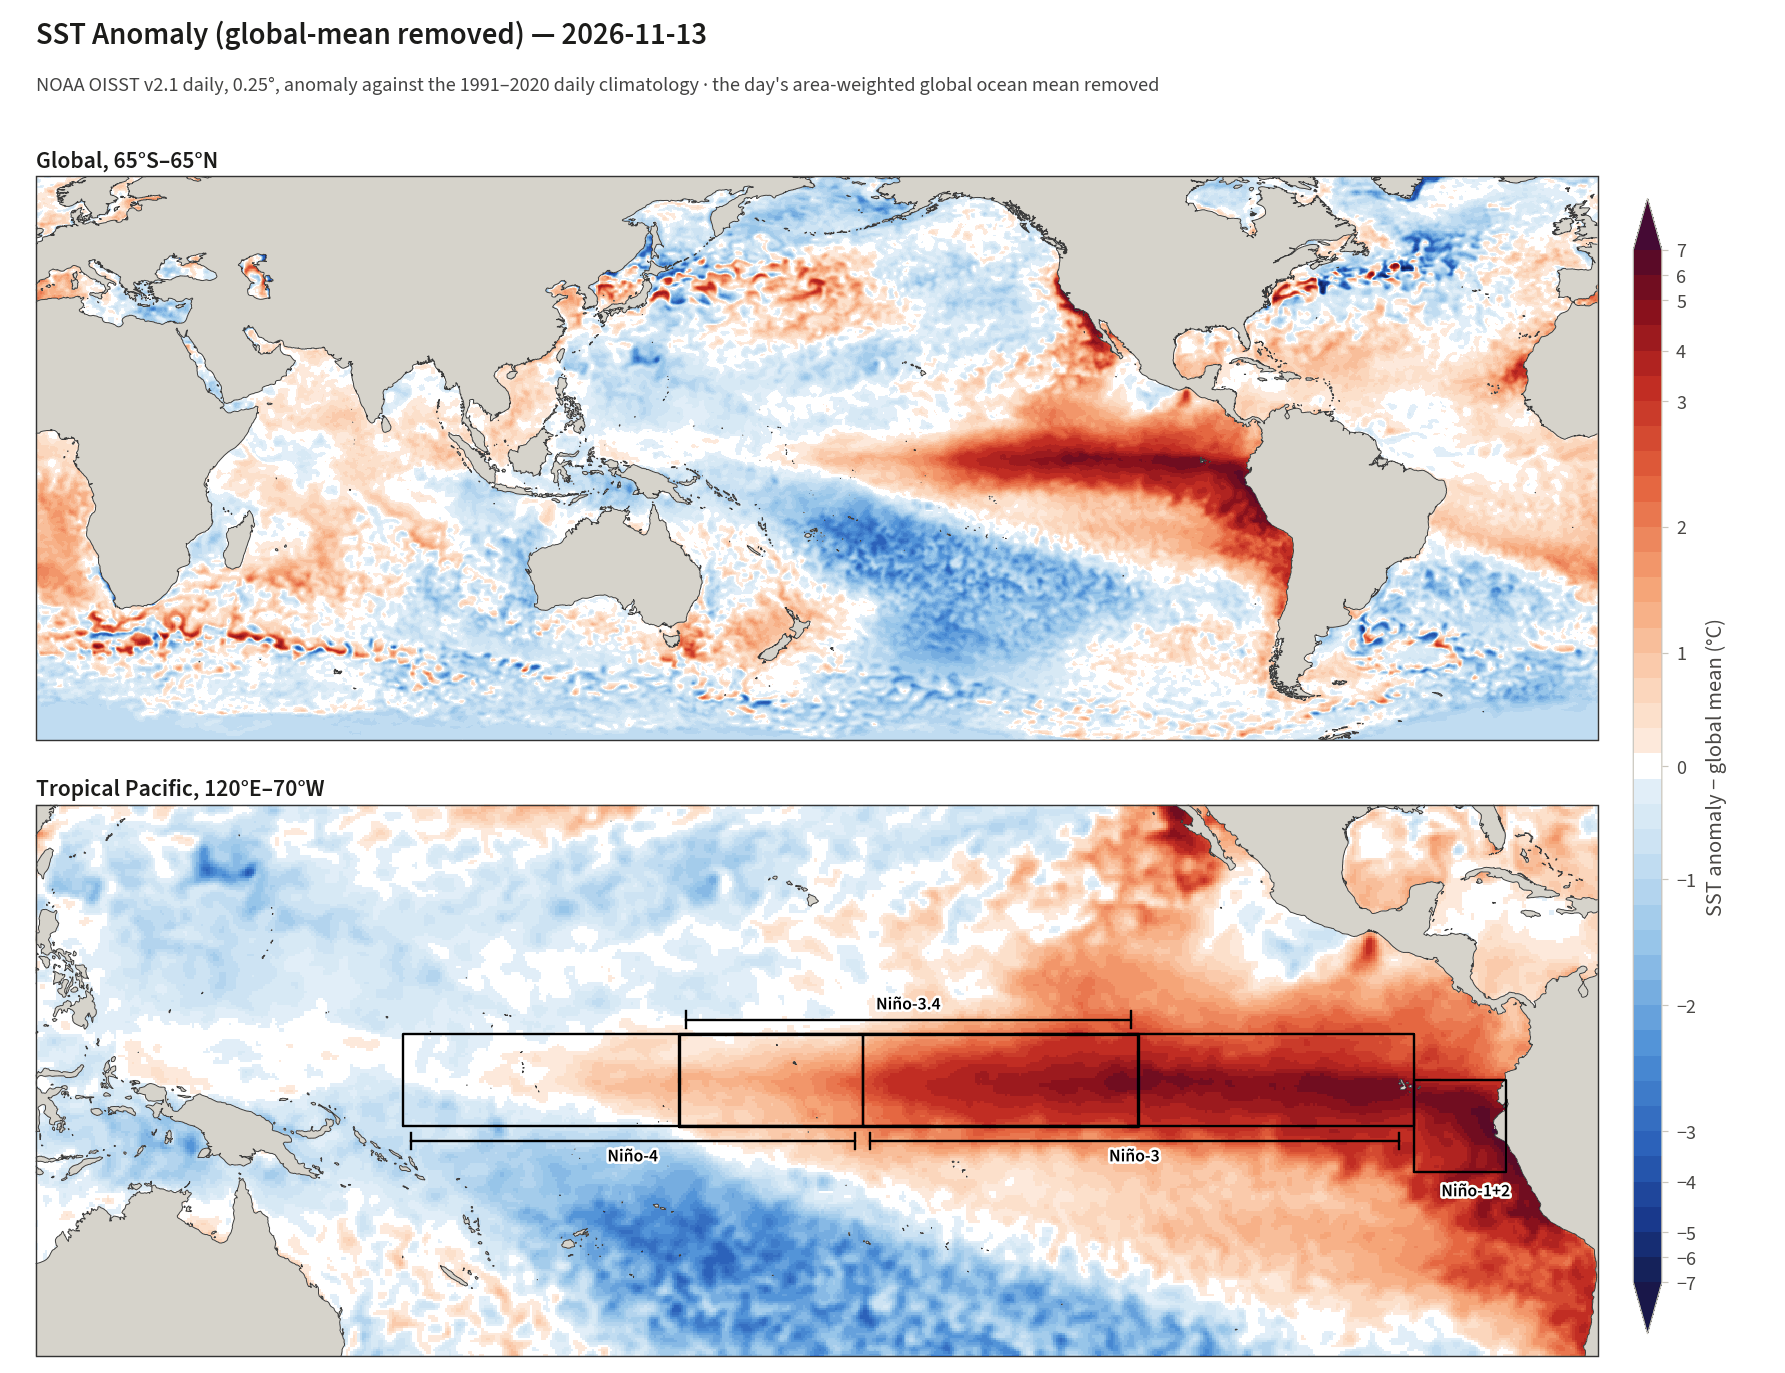 SST Anomaly (global-mean removed) — 2026-11-13
NOAA OISST v2.1 daily, 0.25°, anomaly against the 1991–2020 daily climatology · the day's area-weighted global ocean mean removed
Global, 65°S–65°N
Tropical Pacific, 120°E–70°W
Niño-3.4
Niño-4
Niño-3
Niño-1+2
7
6
5
4
3
2
1
0
−1
−2
−3
−4
−5
−6
−7
SST anomaly − global mean (°C)